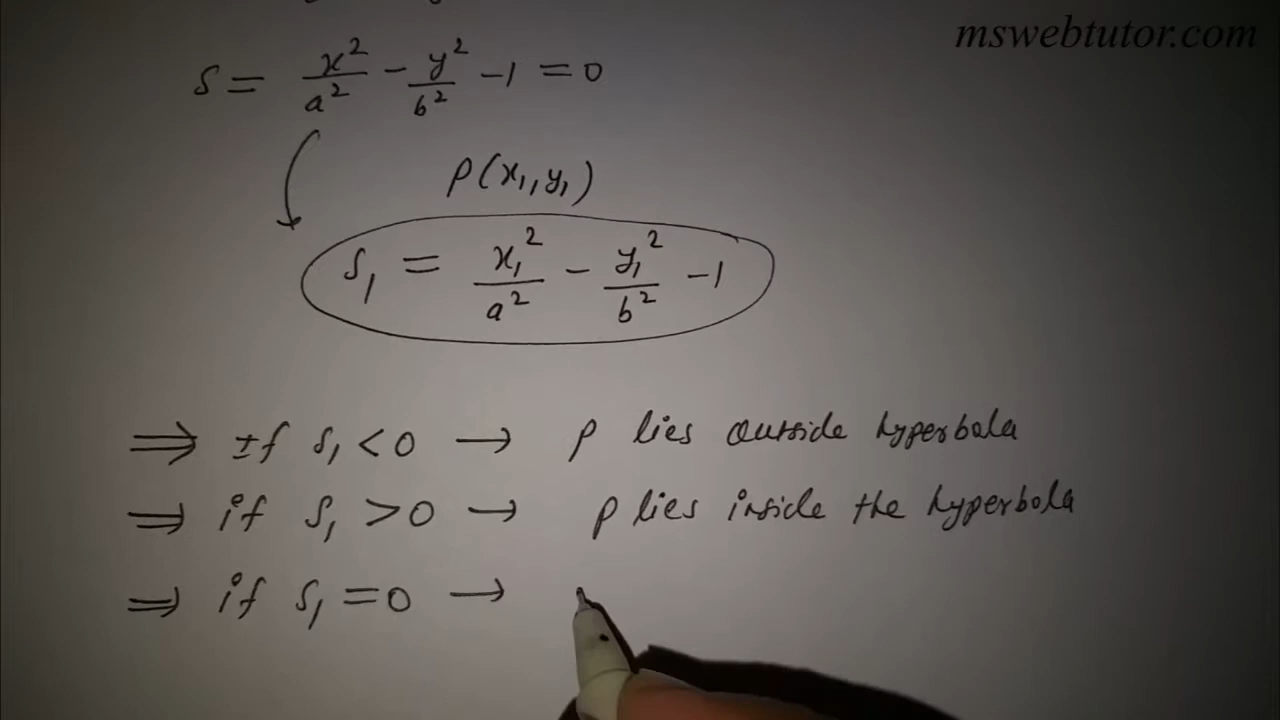 mswebtutor.com
S = x²/a² - y²/b² - 1 = 0
P(x₁, y₁)
S₁ = x₁²/a² - y₁²/b² - 1
⇒ If S₁ < 0 → P lies outside hyperbola
⇒ if S₁ > 0 → P lies inside the hyperbola
⇒ if S₁ = 0 →